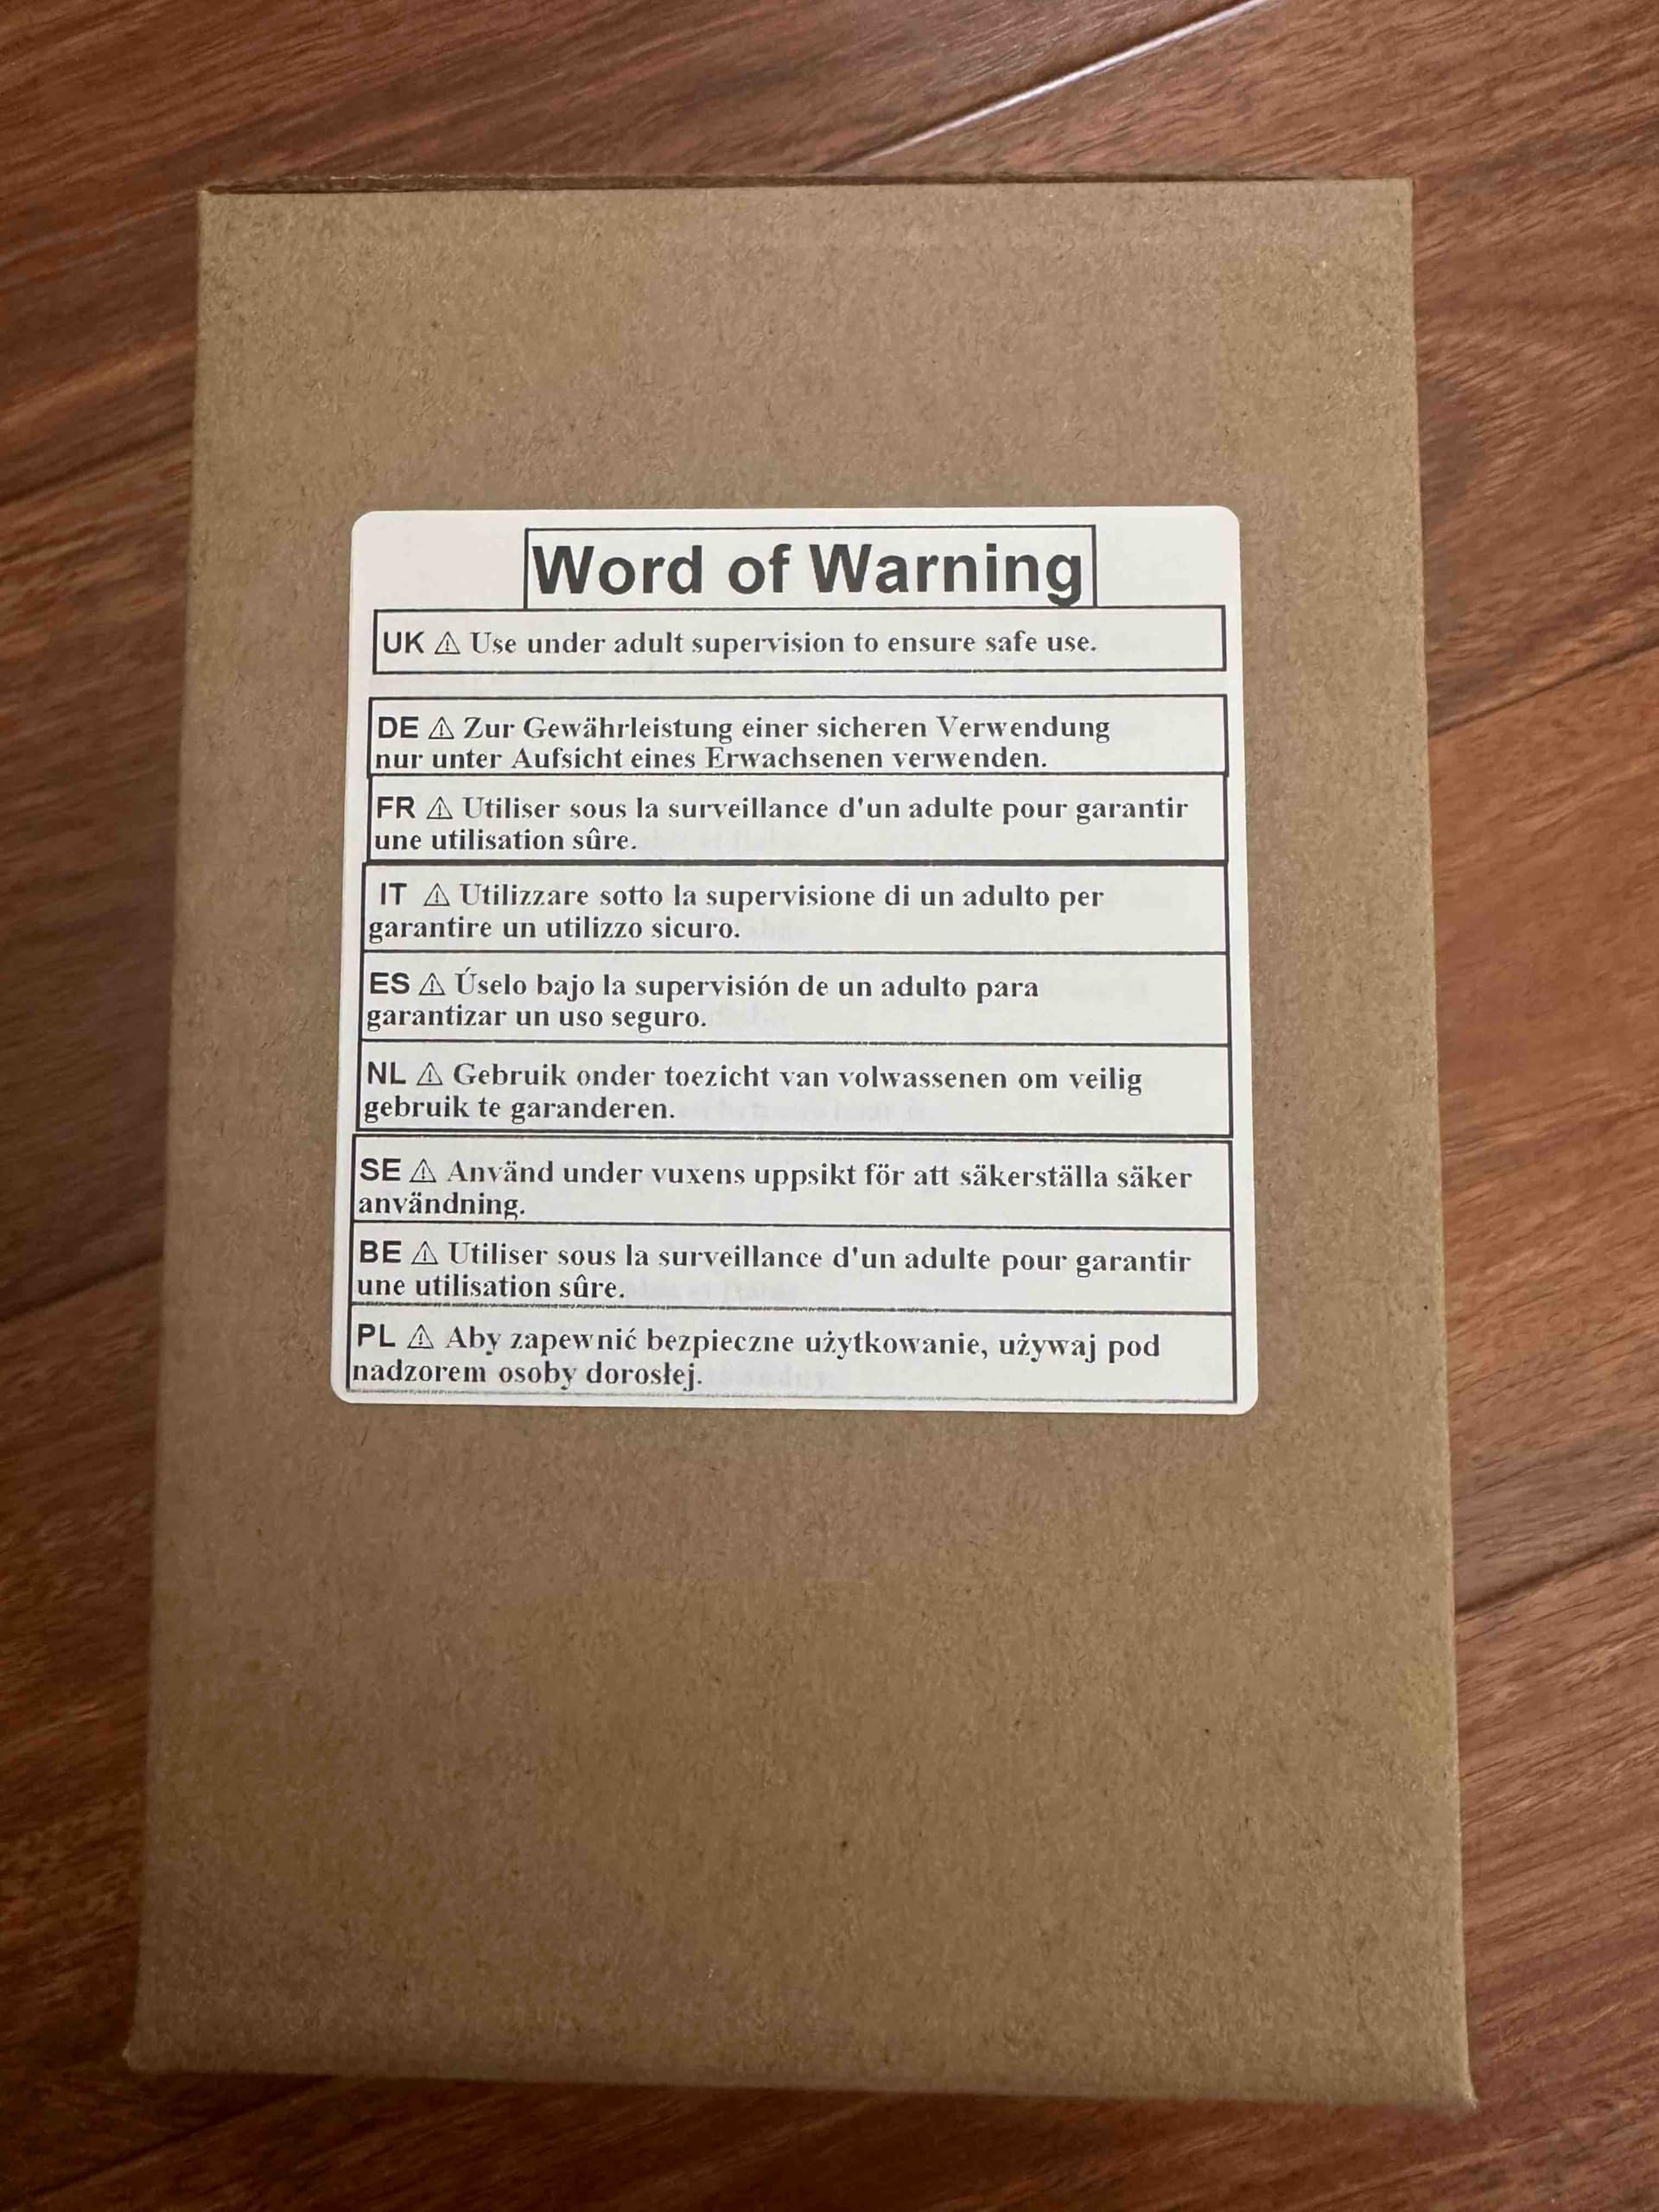 Word of Warning
UK ⚠ Use under adult supervision to ensure safe use.
DE ⚠ Zur Gewährleistung einer sicheren Verwendung
nur unter Aufsicht eines Erwachsenen verwenden.
FR ⚠ Utiliser sous la surveillance d'un adulte pour garantir
une utilisation sûre.
IT ⚠ Utilizzare sotto la supervisione di un adulto per
garantire un utilizzo sicuro.
ES ⚠ Úselo bajo la supervisión de un adulto para
garantizar un uso seguro.
NL ⚠ Gebruik onder toezicht van volwassenen om veilig
gebruik te garanderen.
SE ⚠ Använd under vuxens uppsikt för att säkerställa säker
användning.
BE ⚠ Utiliser sous la surveillance d'un adulte pour garantir
une utilisation sûre.
PL ⚠ Aby zapewnić bezpieczne użytkowanie, używaj pod
nadzorem osoby dorosłej.